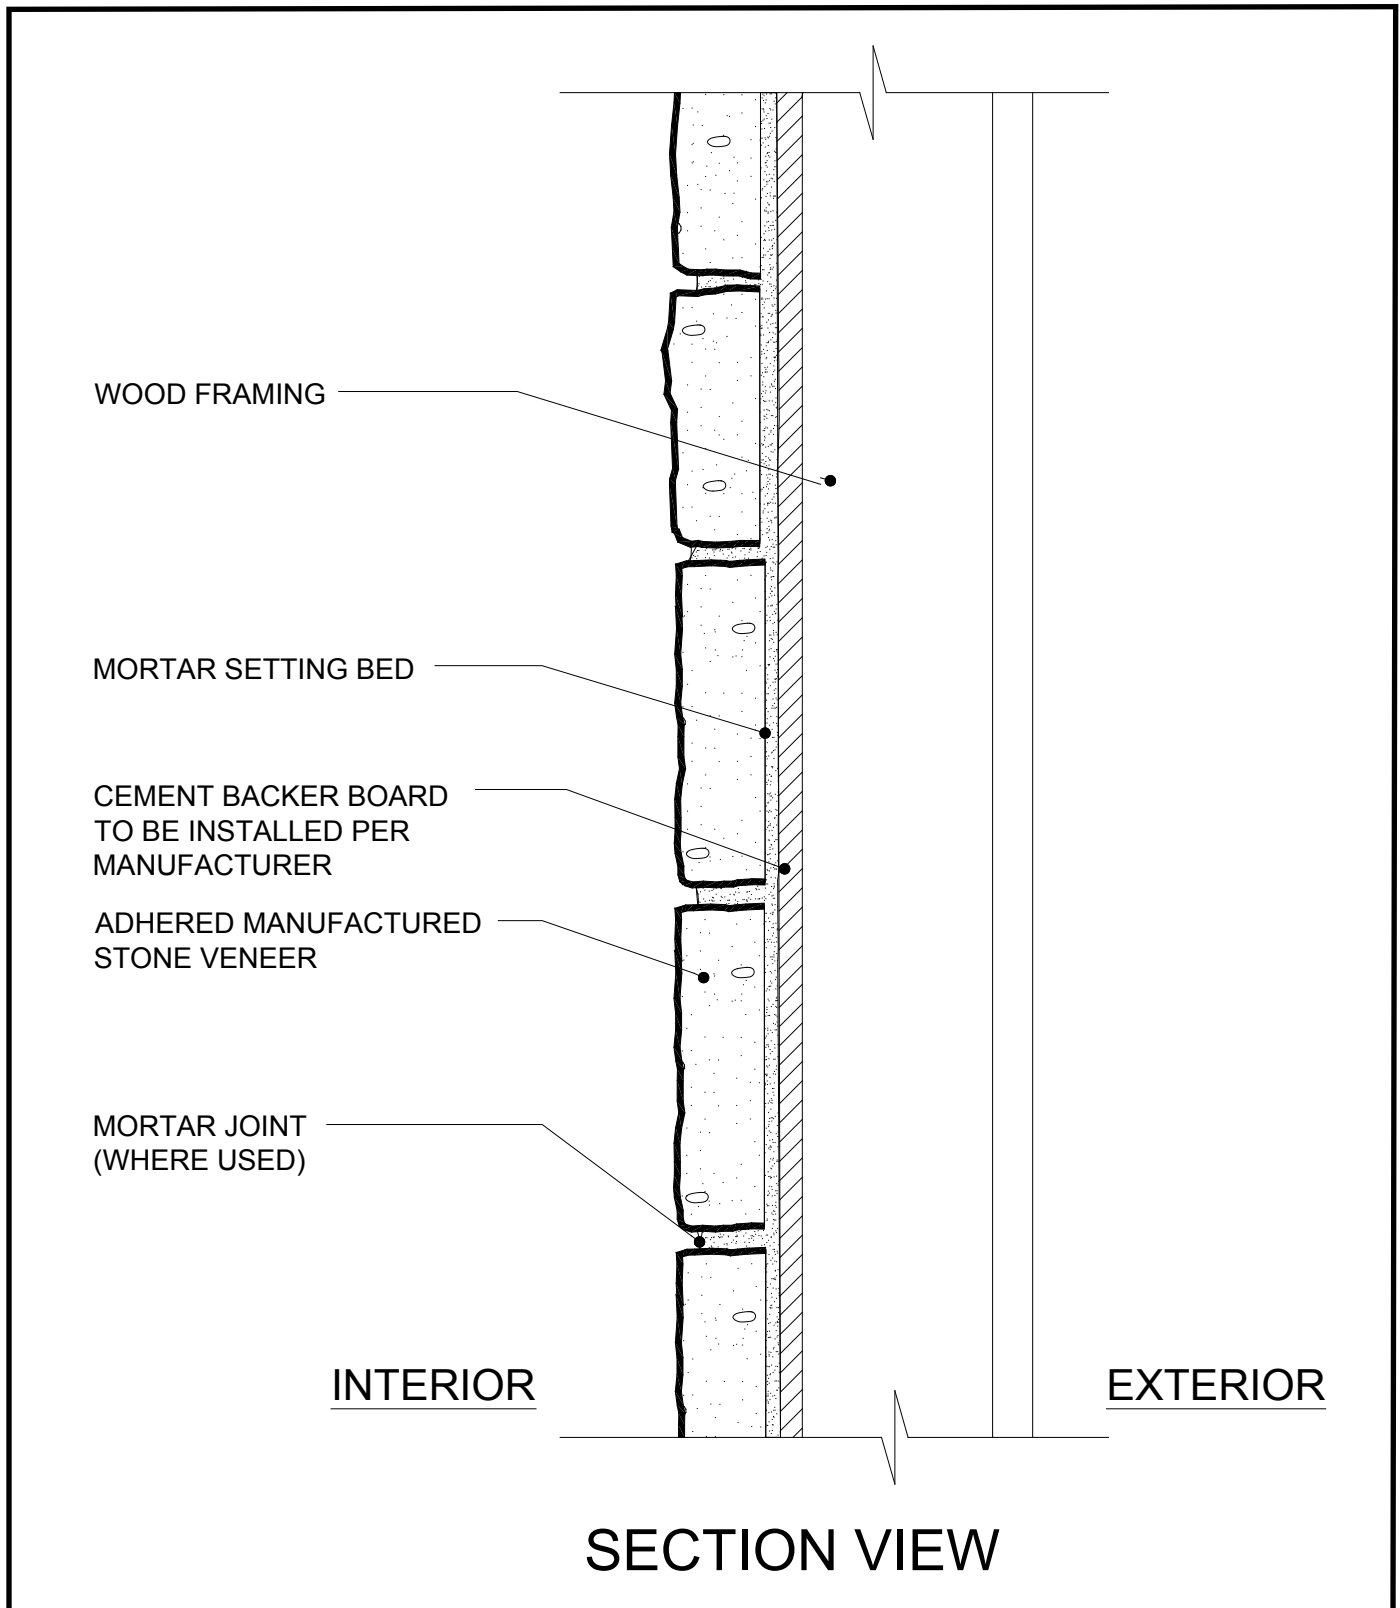 WOOD FRAMING
MORTAR SETTING BED
CEMENT BACKER BOARD
TO BE INSTALLED PER
MANUFACTURER
ADHERED MANUFACTURED
STONE VENEER
MORTAR JOINT
(WHERE USED)
INTERIOR
EXTERIOR
SECTION VIEW